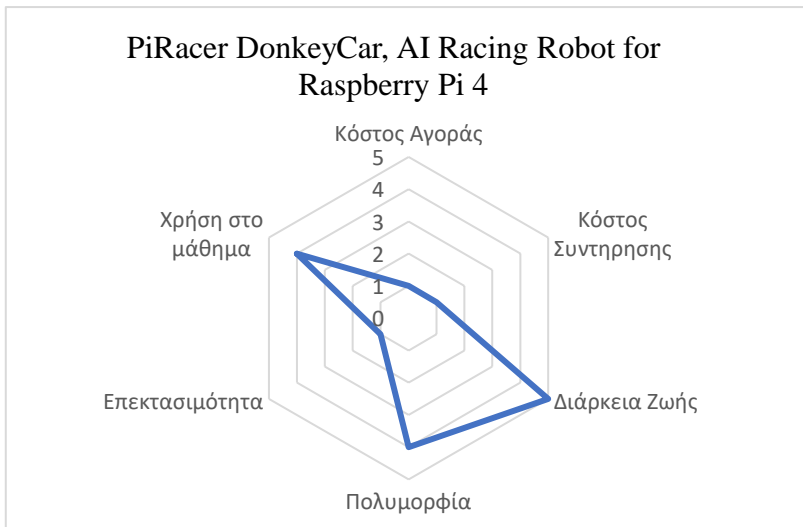 PiRacer DonkeyCar, AI Racing Robot for
Raspberry Pi 4
Κόστος Αγοράς
5
4
3
2
1
0
Κόστος
Συντηρησης
Διάρκεια Ζωής
Πολυμορφία
Επεκτασιμότητα
Χρήση στο
μάθημα